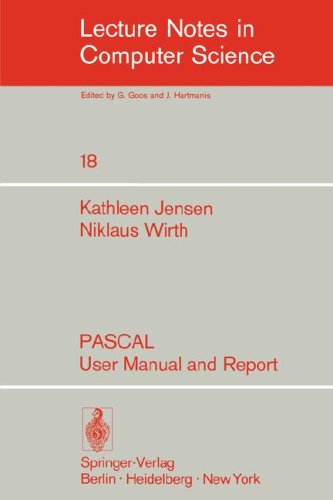 Lecture Notes in
Computer Science
Edited by G. Goos and J. Hartmanis
18
Kathleen Jensen
Niklaus Wirth
PASCAL
User Manual and Report
Springer-Verlag
Berlin · Heidelberg · New York